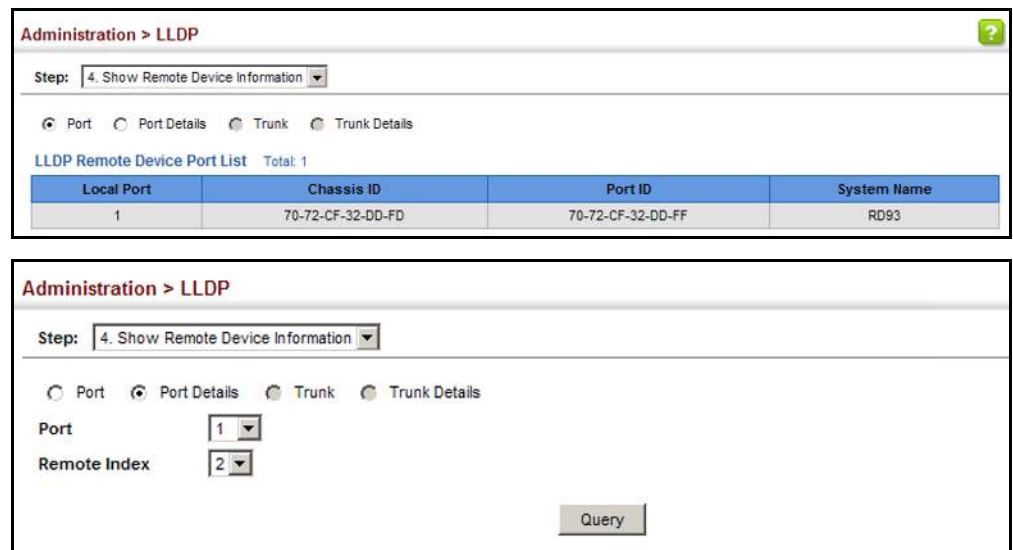 Administration > LLDP
?
Step: 4. Show Remote Device Information
Port Port Details Trunk Trunk Details
LLDP Remote Device Port List Total: 1
Local Port Chassis ID Port ID System Name
1 70-72-CF-32-DD-FD 70-72-CF-32-DD-FF RD93
Administration > LLDP
Step: 4. Show Remote Device Information
Port Port Details Trunk Trunk Details
Port 1
Remote Index 2
Query